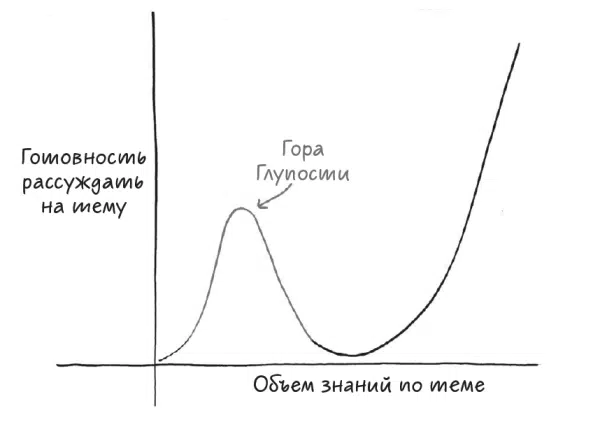 Готовность
рассуждать
на тему
Гора
Глупости
Объем знаний по теме